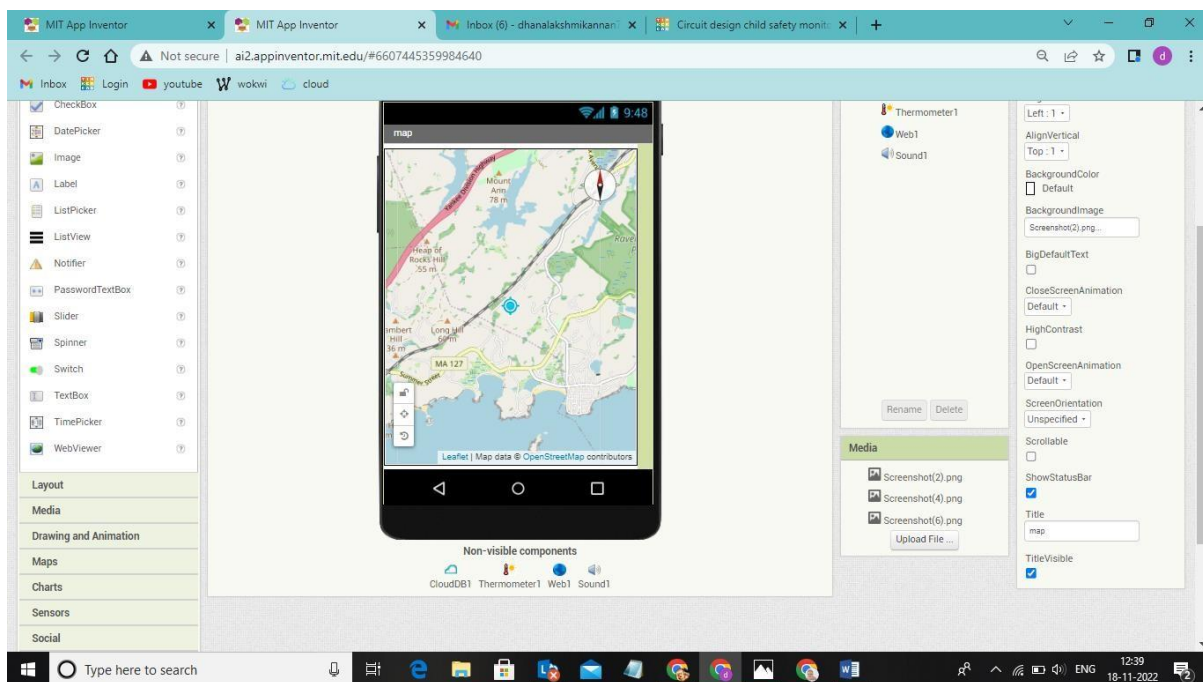 MIT App Inventor
MIT App Inventor
Inbox (6) - dhanalakshmikannan
Circuit design child safety monit
Not secure | ai2.appinventor.mit.edu/#6607445359984640
d
Inbox Login youtube wokwi cloud
CheckBox
DatePicker
Image
Label
ListPicker
ListView
Notifier
PasswordTextBox
Slider
Spinner
Switch
TextBox
TimePicker
WebViewer
Layout
Media
Drawing and Animation
Maps
Charts
Sensors
Social
9:48
map
Yankee Division Highway
Mount
Ann
78 m
Heap of
Rocks Hill
55 m
Long Hill
60 m
MA 127
Summer Street
Leaflet | Map data © OpenStreetMap contributors
Non-visible components
CloudDB1 Thermometer1 Web1 Sound1
Thermometer1
Web1
Sound1
Rename Delete
Media
Screenshot(2).png
Screenshot(4).png
Screenshot(6).png
Upload File ...
Left : 1
AlignVertical
Top : 1
BackgroundColor
Default
BackgroundImage
Screenshot(2).png...
BigDefaultText
CloseScreenAnimation
Default
HighContrast
OpenScreenAnimation
Default
ScreenOrientation
Unspecified
Scrollable
ShowStatusBar
Title
map
TitleVisible
Type here to search
ENG
12:39
18-11-2022